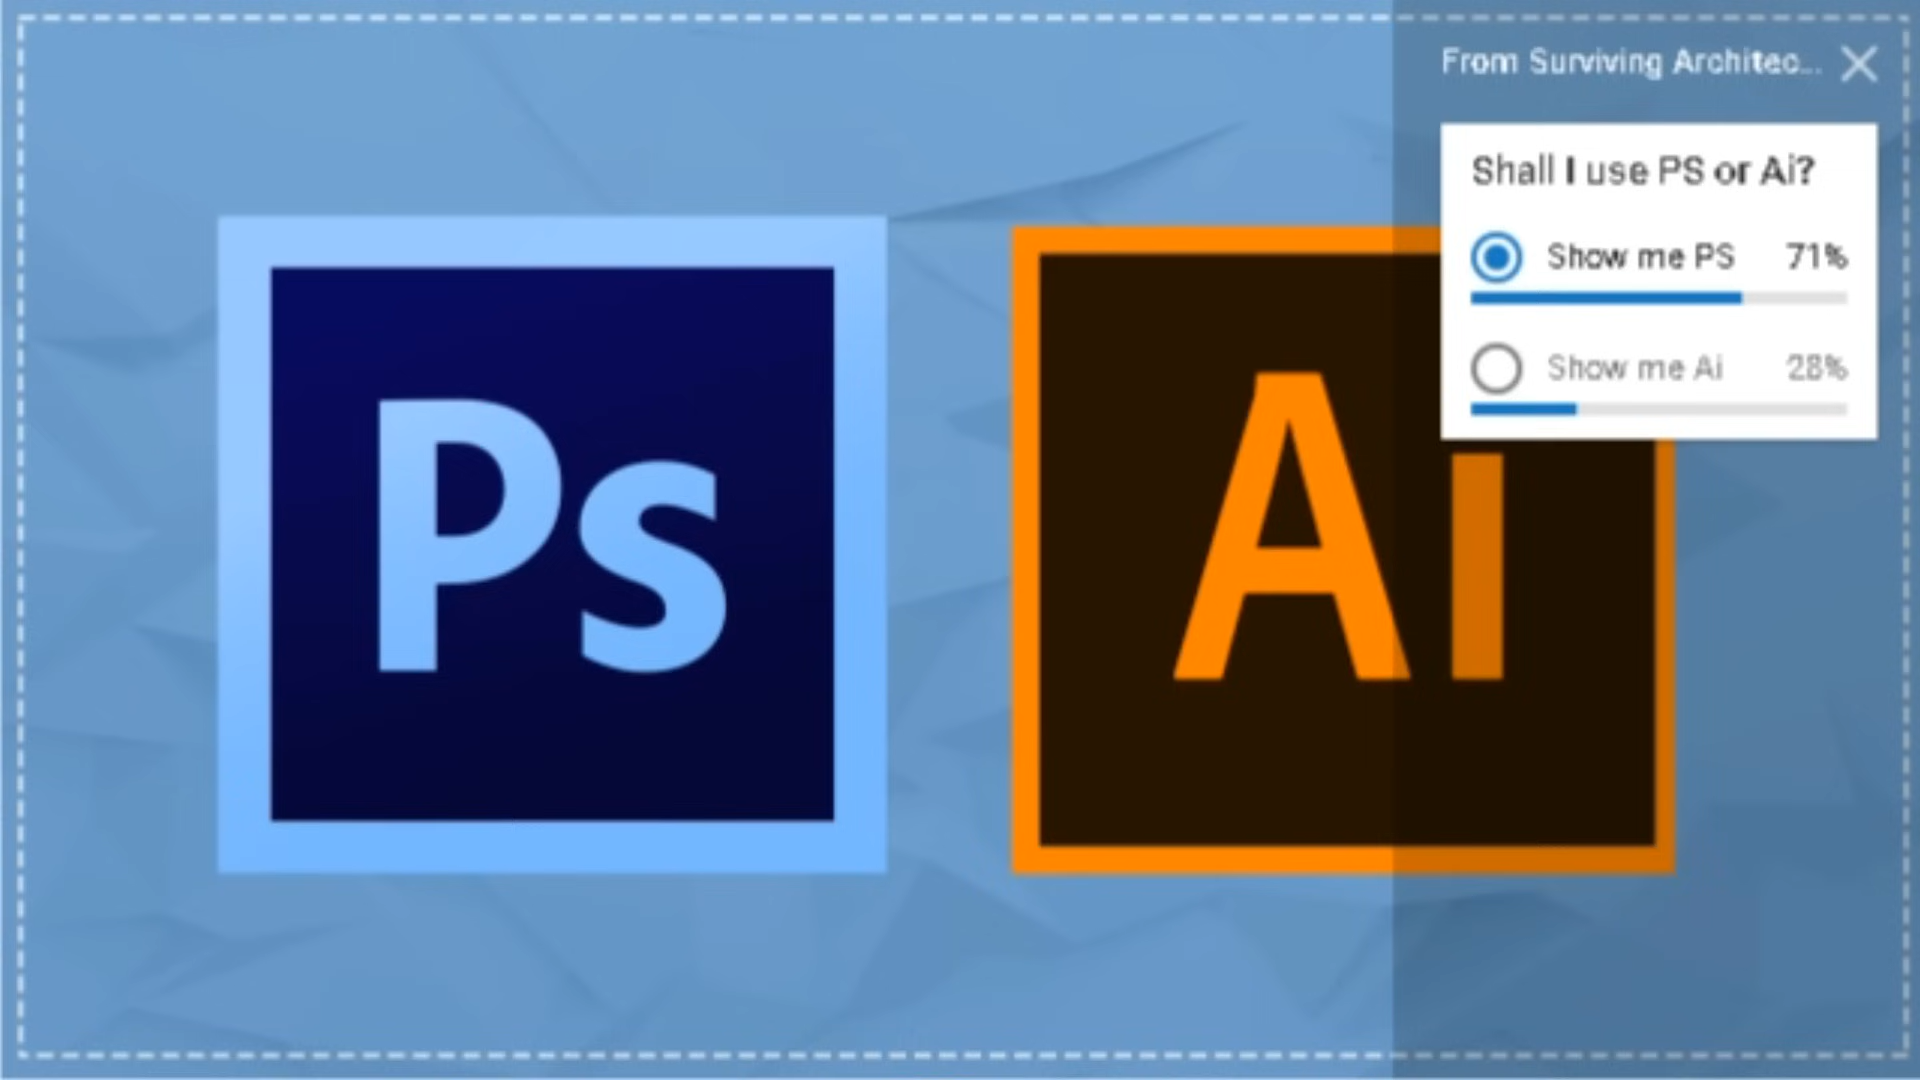 From Surviving Architec...
Shall I use PS or Ai?
Show me PS 71%
Show me Ai 28%
Ps
Ai